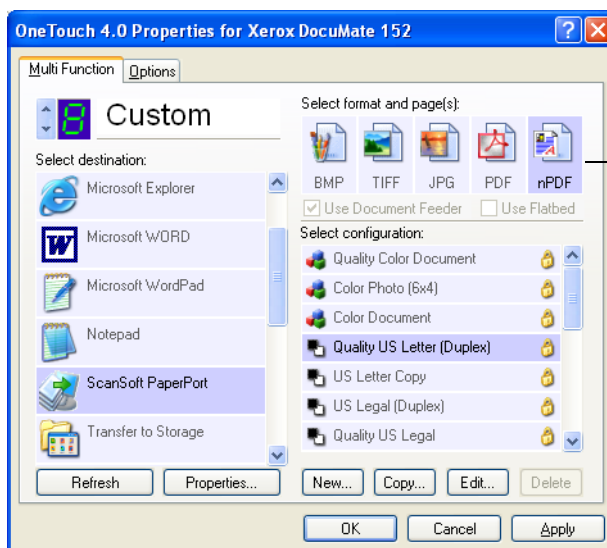 OneTouch 4.0 Properties for Xerox DocuMate 152
Multi Function
Options
8
Custom
Select destination:
Microsoft Explorer
Microsoft WORD
Microsoft WordPad
Notepad
ScanSoft PaperPort
Transfer to Storage
Refresh
Properties...
Select format and page(s):
BMP
TIFF
JPG
PDF
nPDF
Use Document Feeder
Use Flatbed
Select configuration:
Quality Color Document
Color Photo (6x4)
Color Document
Quality US Letter (Duplex)
US Letter Copy
US Legal (Duplex)
Quality US Legal
New...
Copy...
Edit...
Delete
OK
Cancel
Apply